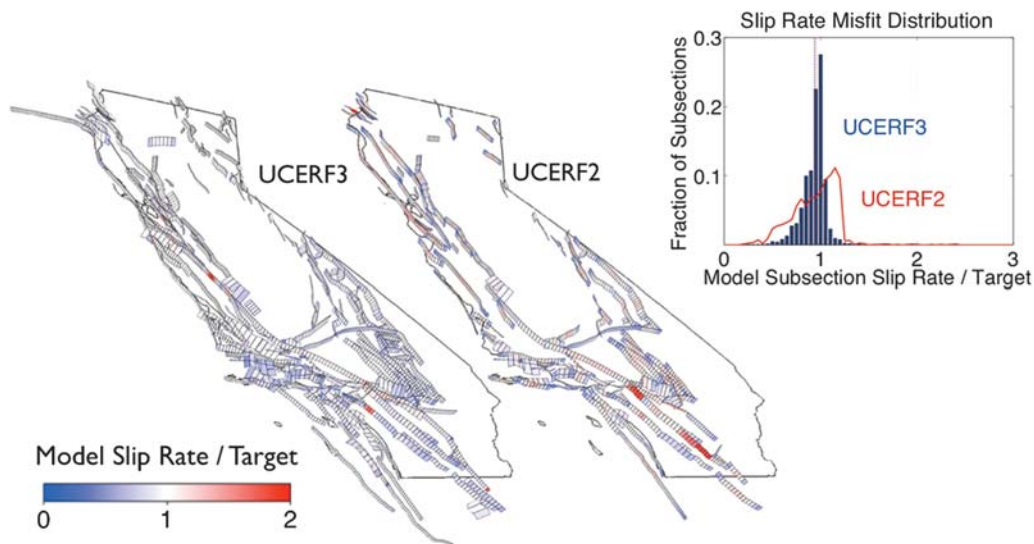 Slip Rate Misfit Distribution
0.3
0.2
0.1
Fraction of Subsections
UCERF3
UCERF2
0
1
2
3
Model Subsection Slip Rate / Target
UCERF3
UCERF2
Model Slip Rate / Target
0
1
2